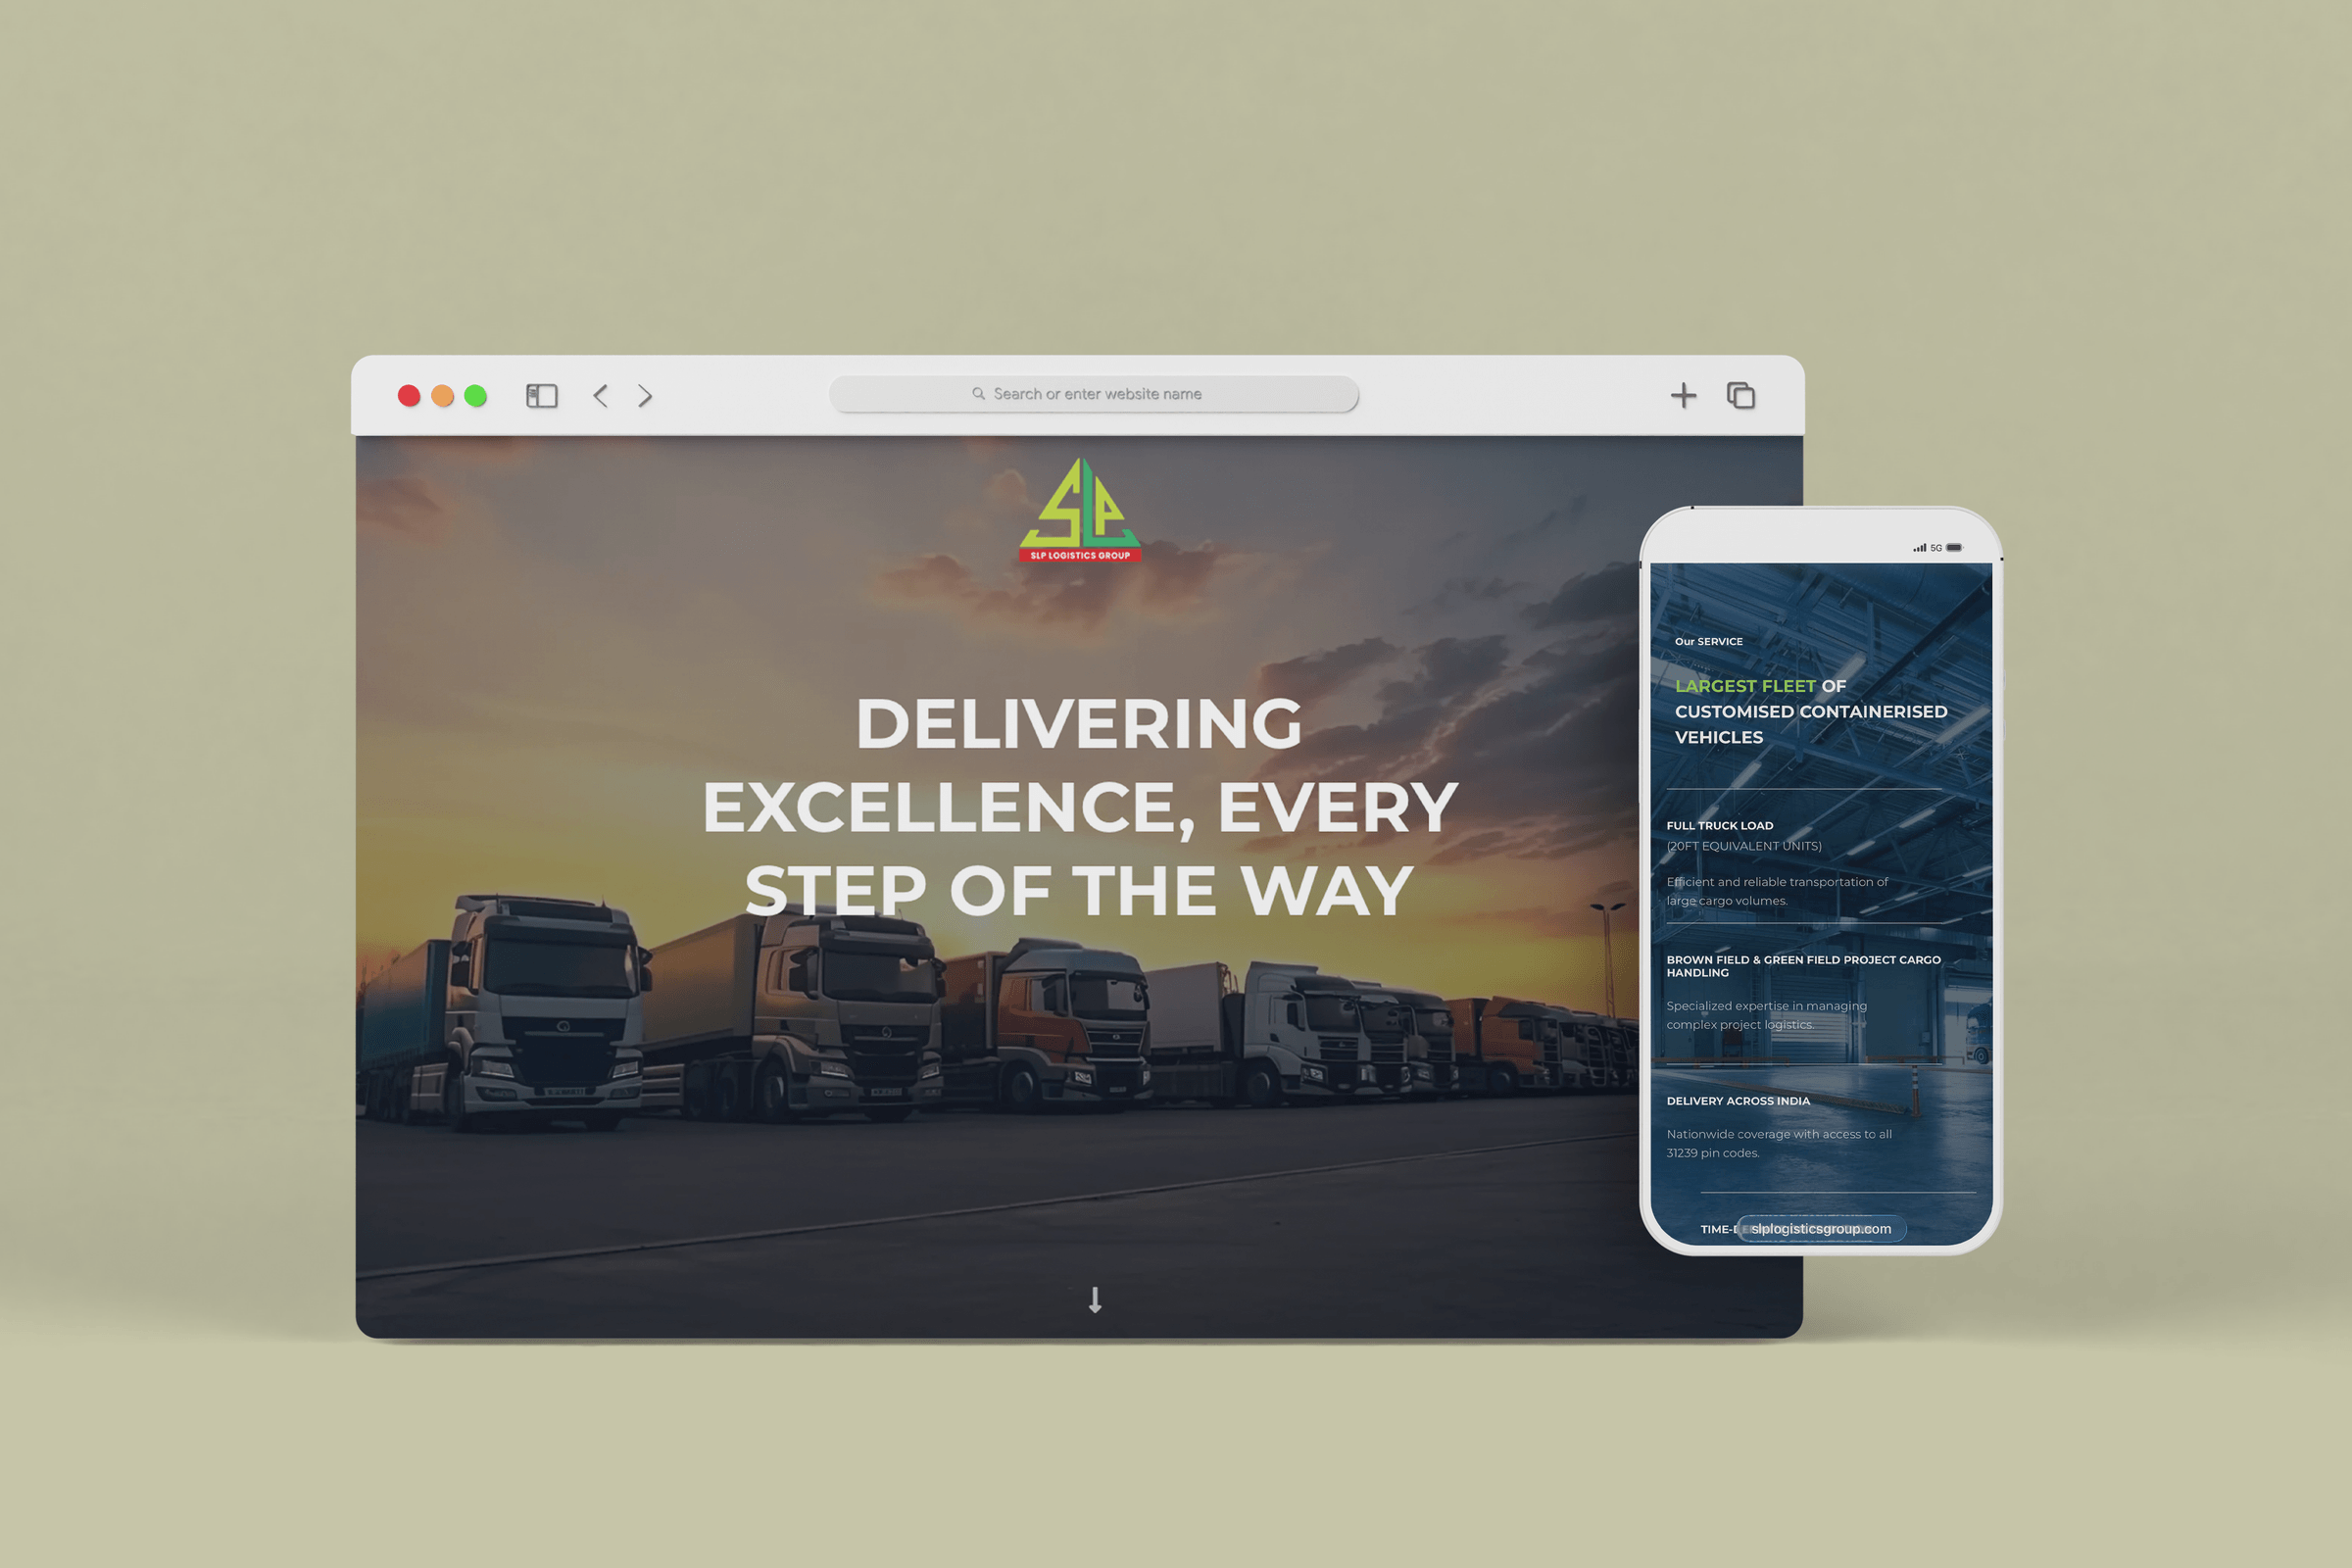 Search or enter website name
SLP
SLP LOGISTICS GROUP
DELIVERING
EXCELLENCE, EVERY
STEP OF THE WAY
5G
Our SERVICE
LARGEST FLEET OF
CUSTOMISED CONTAINERISED
VEHICLES
FULL TRUCK LOAD
(20FT EQUIVALENT UNITS)
Efficient and reliable transportation of
large cargo volumes.
BROWN FIELD & GREEN FIELD PROJECT CARGO
HANDLING
Specialized expertise in managing
complex project logistics.
DELIVERY ACROSS INDIA
Nationwide coverage with access to all
31239 pin codes.
slplogisticsgroup.com